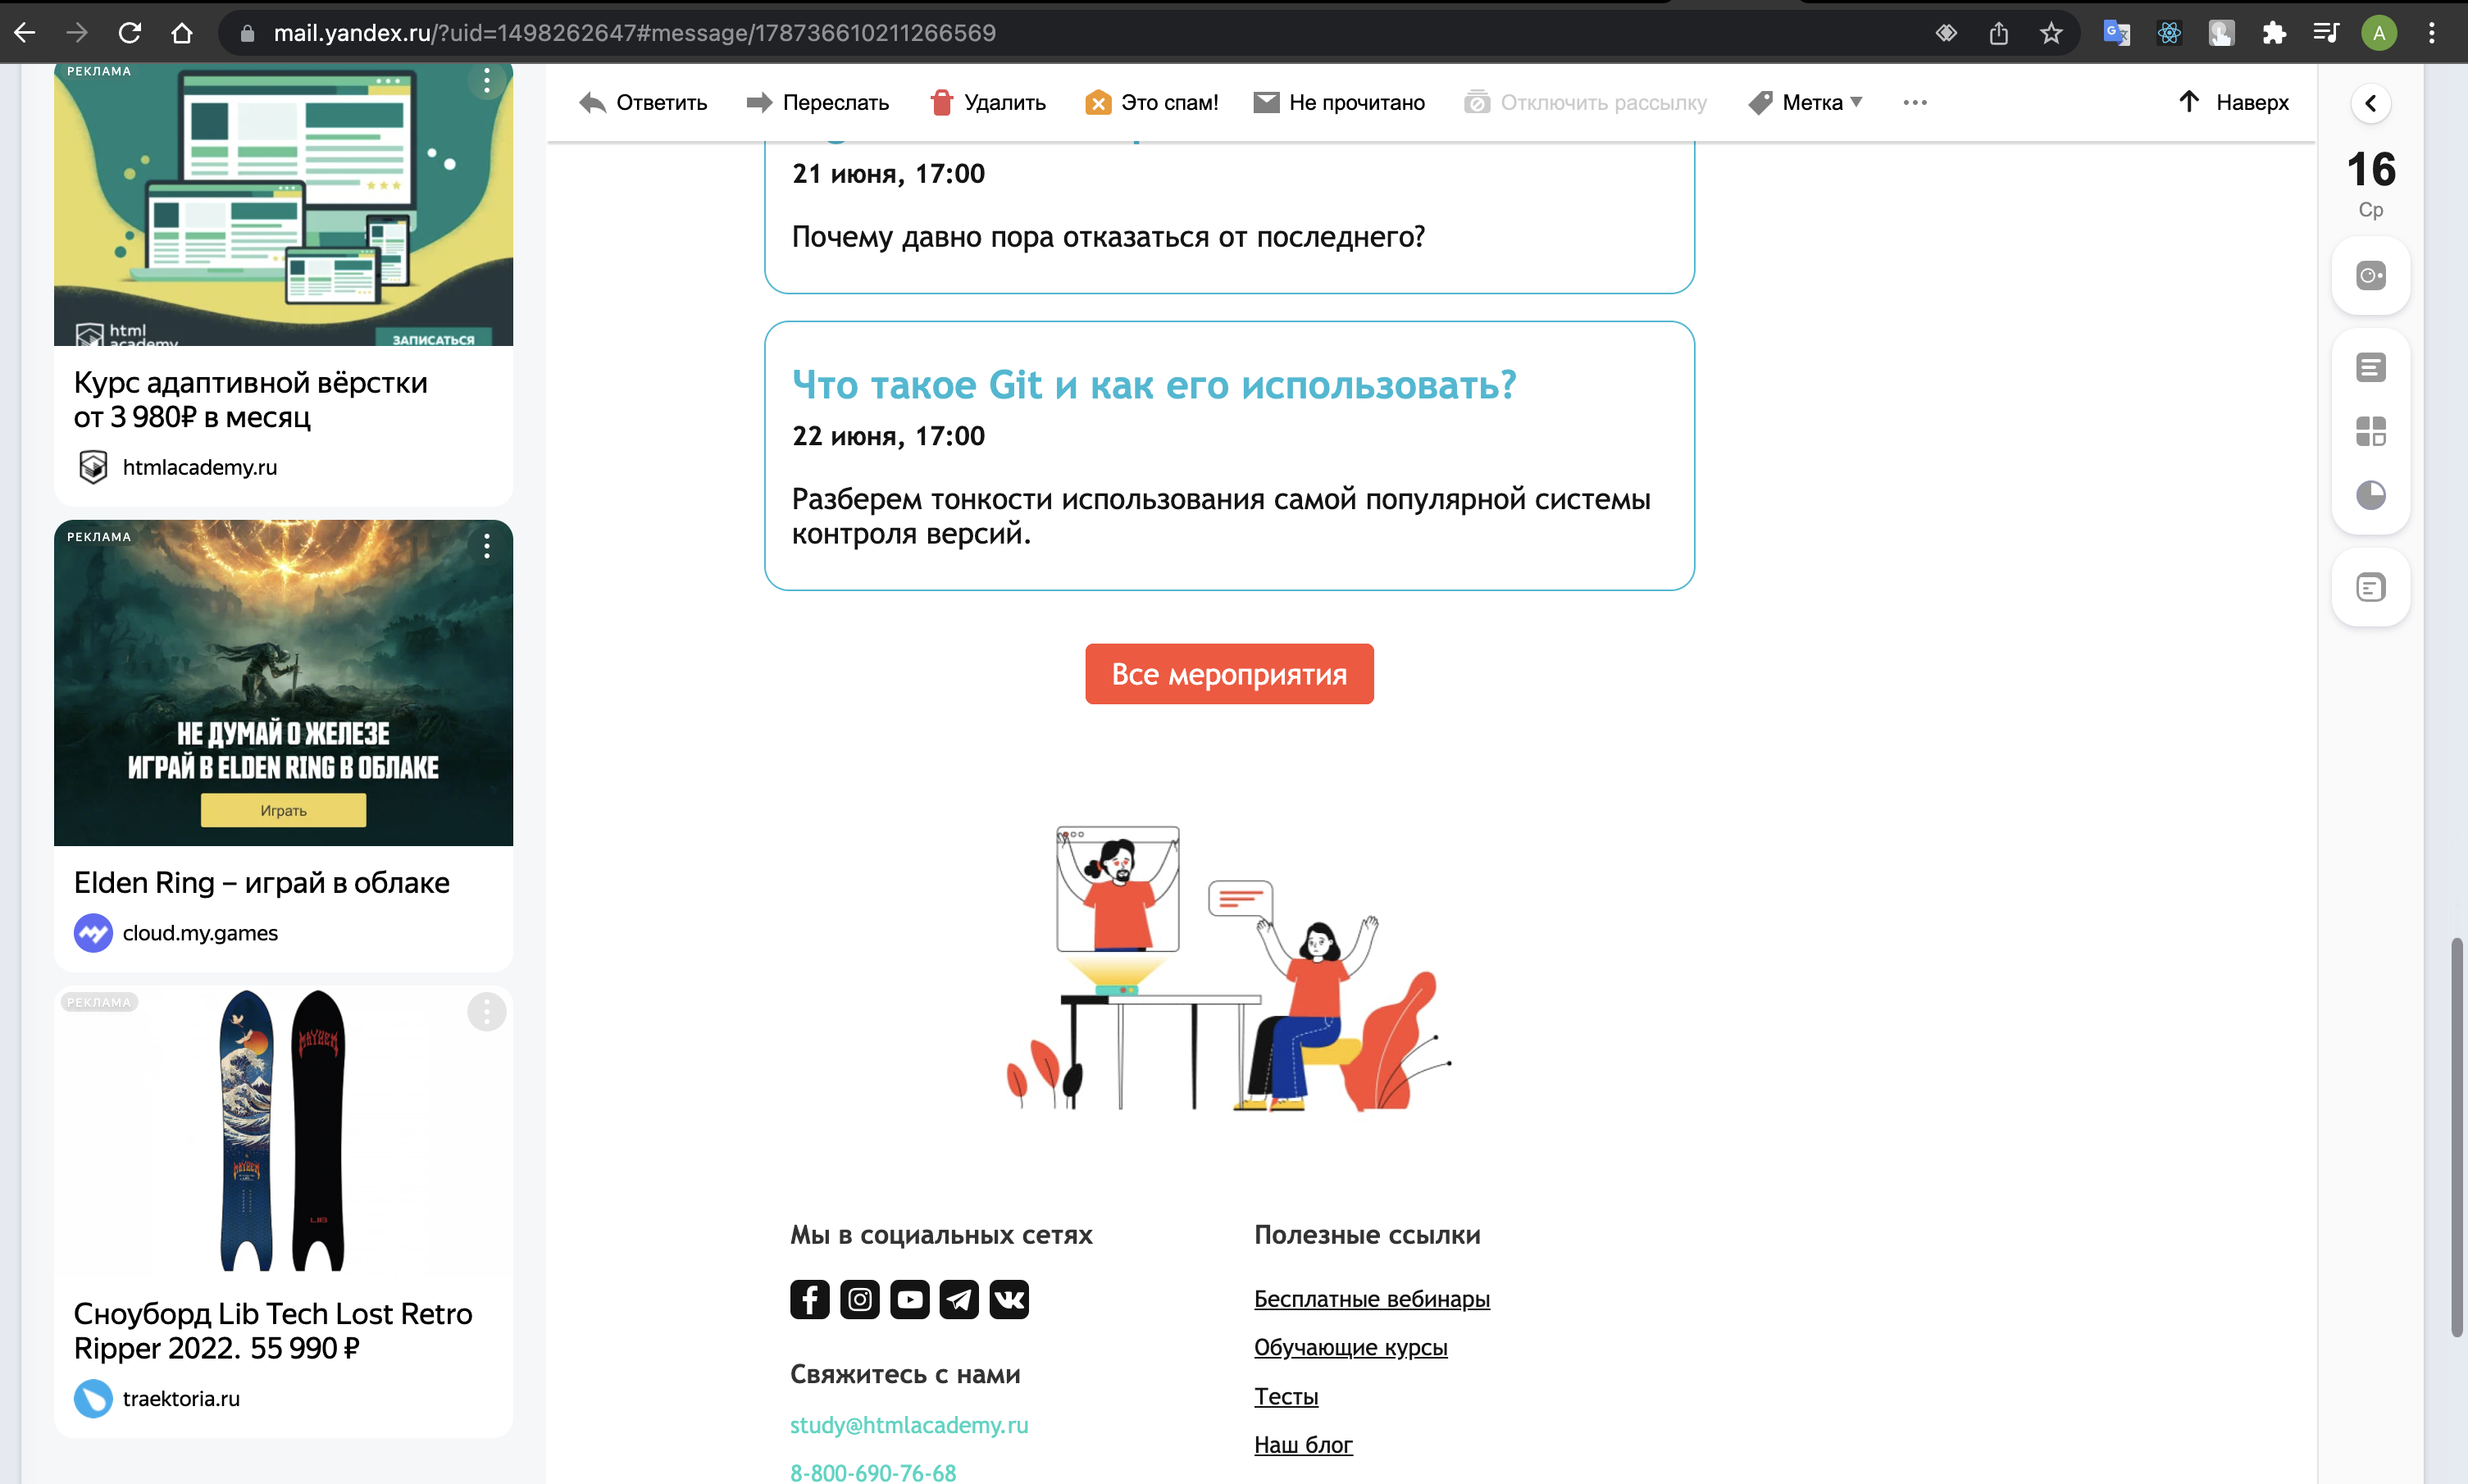 mail.yandex.ru/?uid=1498262647#message/178736610211266569
A
РЕКЛАМА
html
academy
ЗАПИСАТЬСЯ
Курс адаптивной вёрстки
от 3 980₽ в месяц
htmlacademy.ru
РЕКЛАМА
НЕ ДУМАЙ О ЖЕЛЕЗЕ
ИГРАЙ В ELDEN RING В ОБЛАКЕ
Играть
Elden Ring – играй в облаке
cloud.my.games
РЕКЛАМА
MAYHEM
MAYHEM
LIB
Сноуборд Lib Tech Lost Retro
Ripper 2022. 55 990 ₽
traektoria.ru
Ответить
Переслать
Удалить
Это спам!
Не прочитано
Отключить рассылку
Метка
Наверх
21 июня, 17:00
Почему давно пора отказаться от последнего?
Что такое Git и как его использовать?
22 июня, 17:00
Разберем тонкости использования самой популярной системы
контроля версий.
Все мероприятия
Мы в социальных сетях
Свяжитесь с нами
study@htmlacademy.ru
8-800-690-76-68
Полезные ссылки
Бесплатные вебинары
Обучающие курсы
Тесты
Наш блог
16
Ср